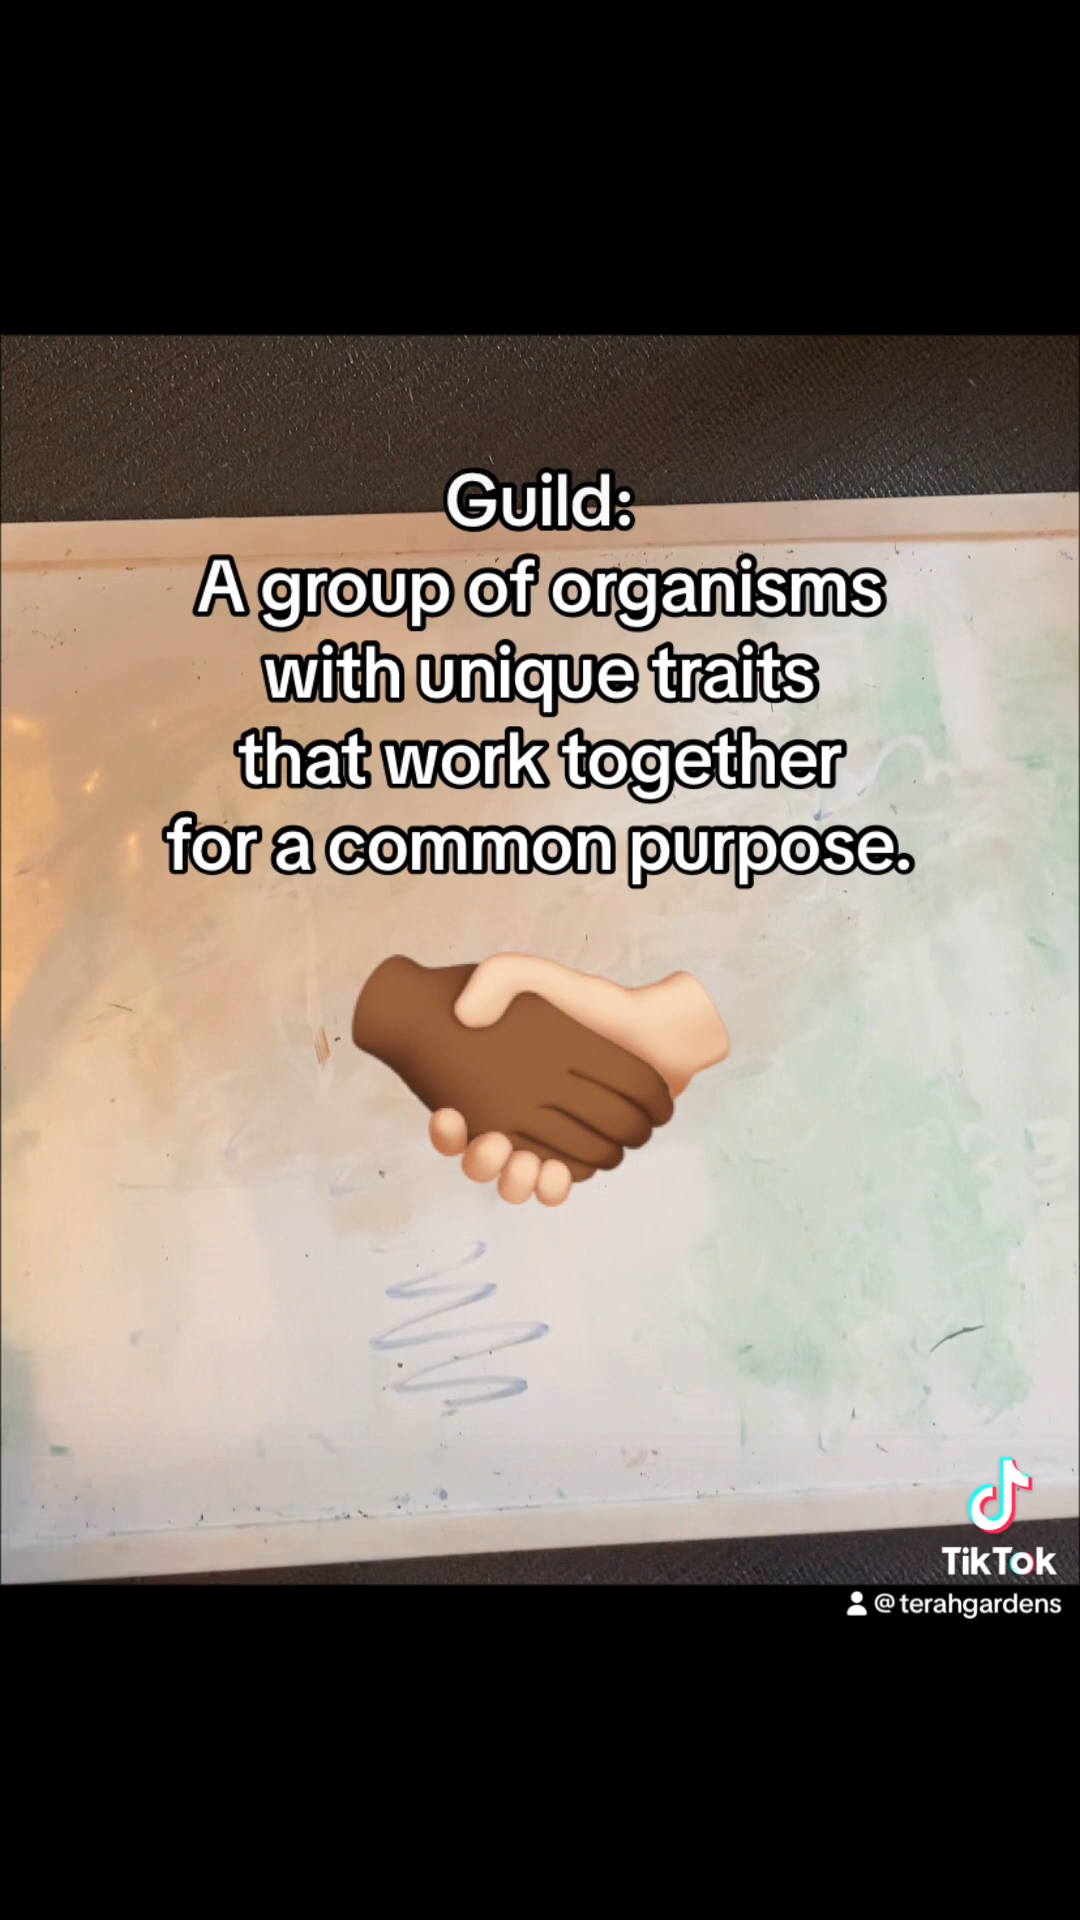 Guild:
A group of organisms
with unique traits
that work together
for a common purpose.
TikTok
@terahgardens